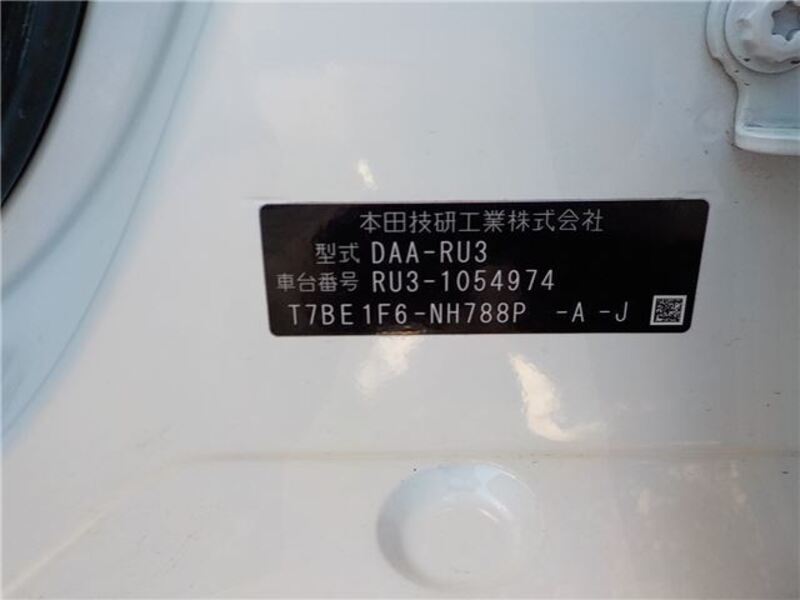 本田技研工業株式会社
型式 DAA-RU3
車台番号 RU3-1054974
T7BE1F6-NH788P -A -J